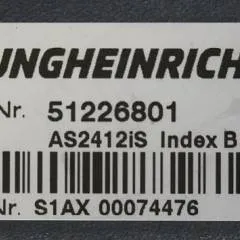 UNGHEINRICH
Nr. 51226801
AS2412iS Index B
Nr. S1AX 00074476